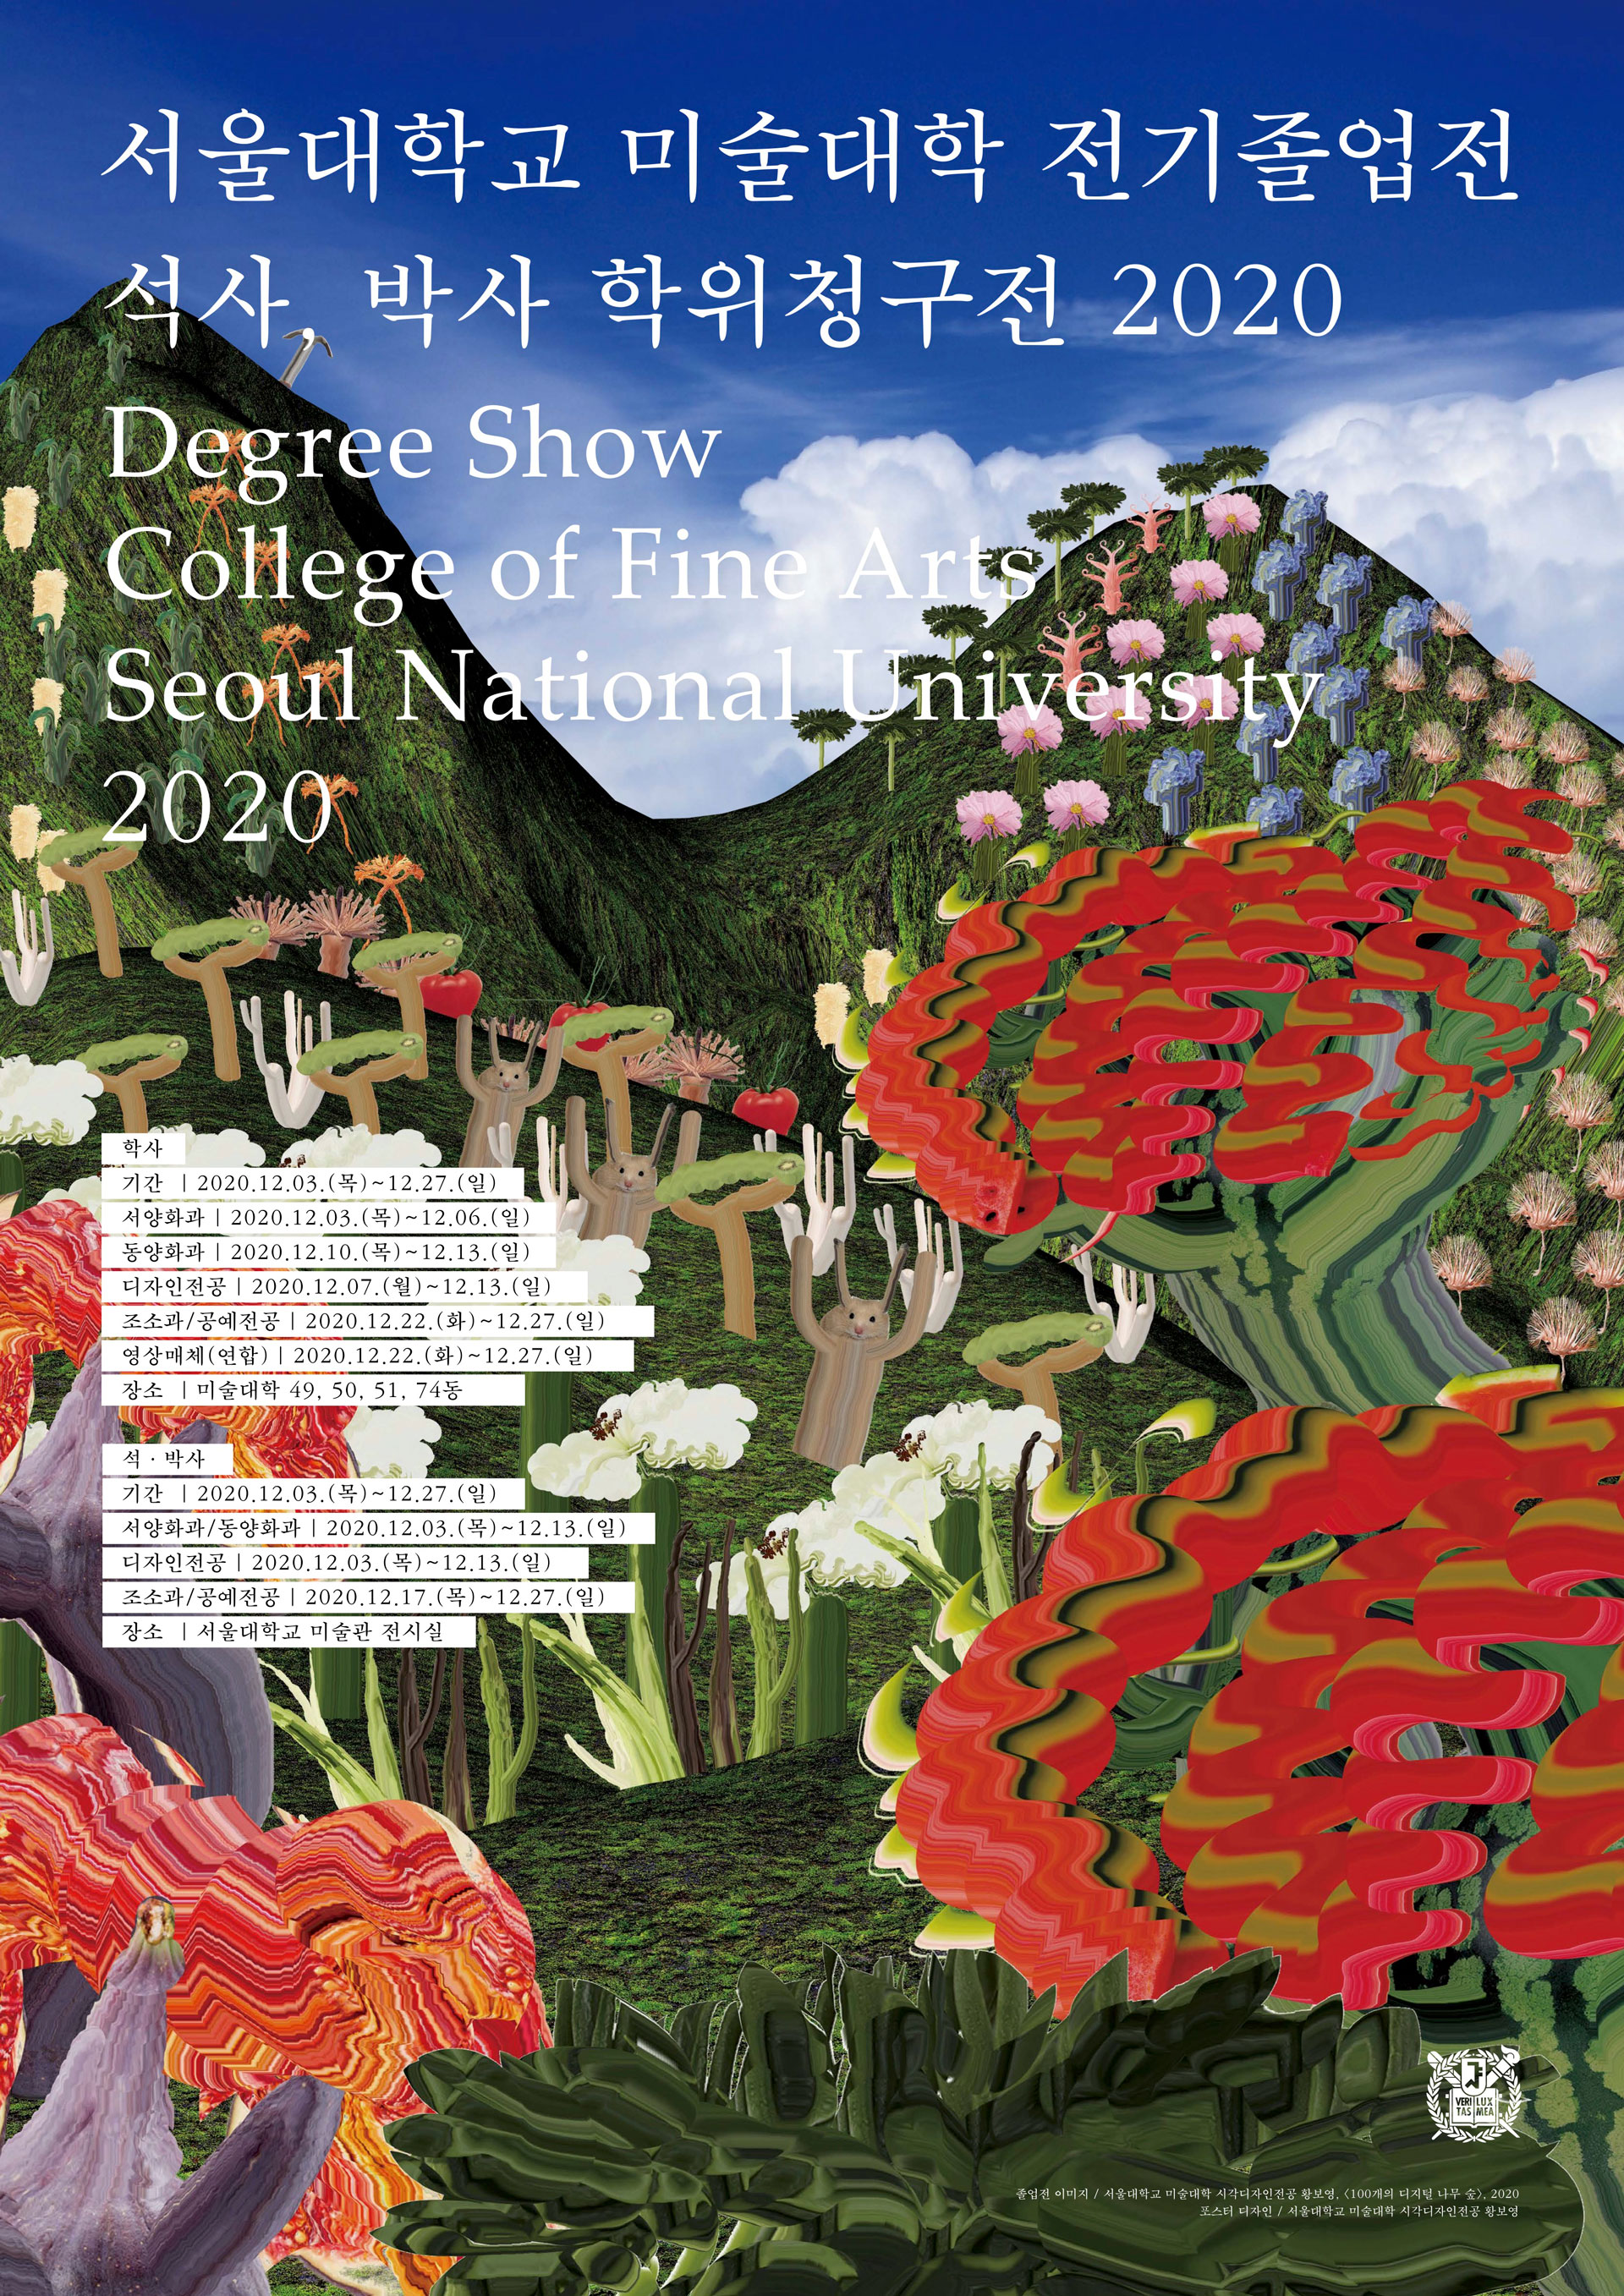 서울대학교 미술대학 전기졸업전
석사, 박사 학위청구전 2020
Degree Show
College of Fine Arts
Seoul National University
2020
학사
기간 | 2020.12.03.(목)~12.27.(일)
서양화과 | 2020.12.03.(목)~12.06.(일)
동양화과 | 2020.12.10.(목)~12.13.(일)
디자인전공 | 2020.12.07.(월)~12.13.(일)
조소과/공예전공 | 2020.12.22.(화)~12.27.(일)
영상매체(연합) | 2020.12.22.(화)~12.27.(일)
장소 | 미술대학 49, 50, 51, 74동
석 · 박사
기간 | 2020.12.03.(목)~12.27.(일)
서양화과/동양화과 | 2020.12.03.(목)~12.13.(일)
디자인전공 | 2020.12.03.(목)~12.13.(일)
조소과/공예전공 | 2020.12.17.(목)~12.27.(일)
장소 | 서울대학교 미술관 전시실
VERI LUX
TAS MEA
졸업전 이미지 / 서울대학교 미술대학 시각디자인전공 황보영, 〈100개의 디지털 나무 숲〉, 2020
포스터 디자인 / 서울대학교 미술대학 시각디자인전공 황보영